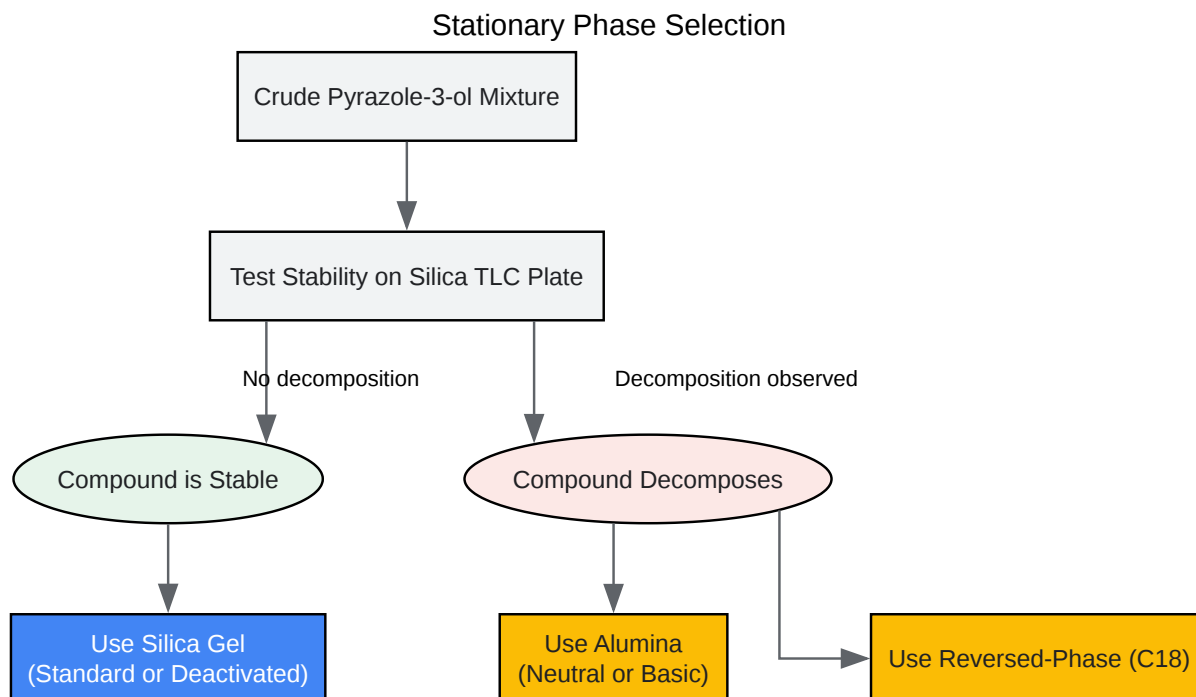 Stationary Phase Selection
Crude Pyrazole-3-ol Mixture
Test Stability on Silica TLC Plate
No decomposition
Decomposition observed
Compound is Stable
Compound Decomposes
Use Silica Gel
(Standard or Deactivated)
Use Alumina
(Neutral or Basic)
Use Reversed-Phase (C18)